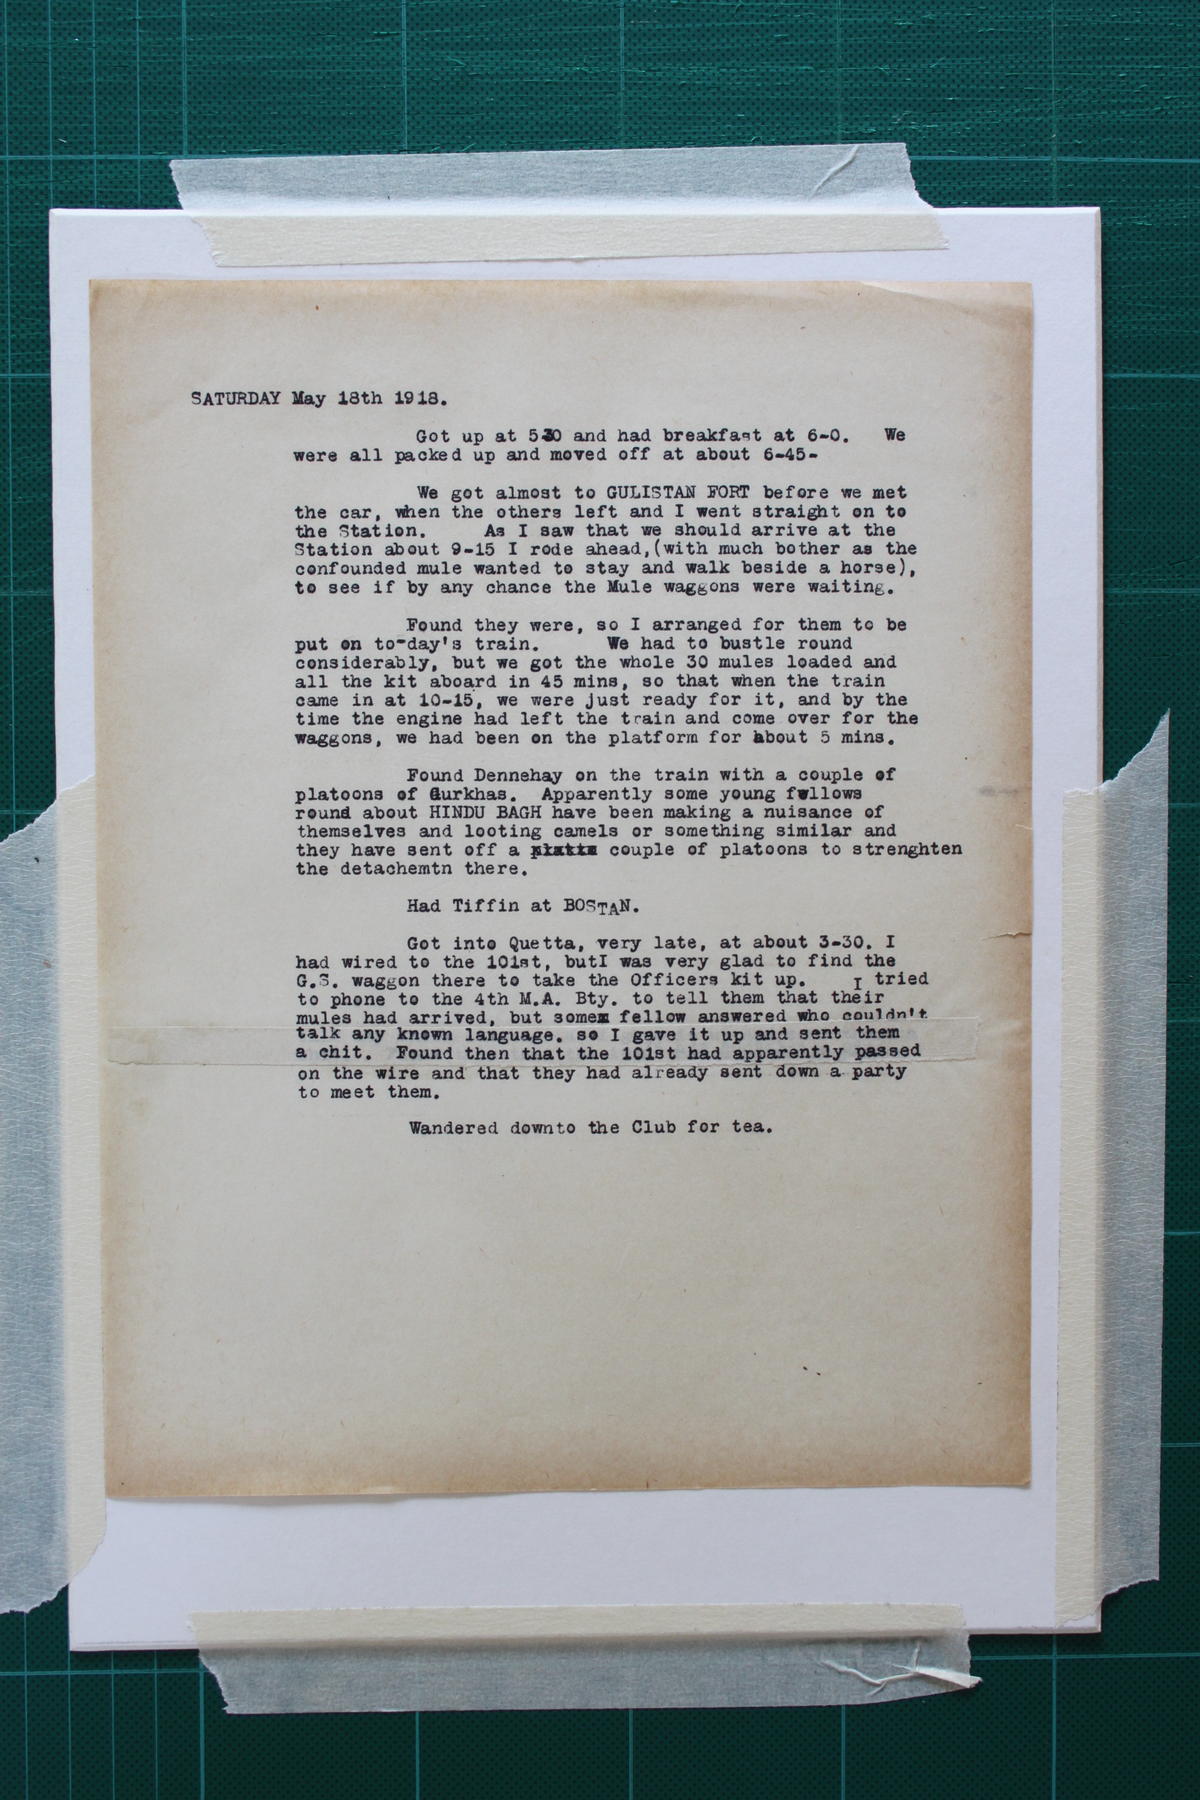 SATURDAY May 18th 1918.
Got up at 530 and had breakfast at 6-0. We
were all packed up and moved off at about 6-45-
We got almost to GULISTAN FORT before we met
the car, when the others left and I went straight on to
the Station. As I saw that we should arrive at the
Station about 9-15 I rode ahead,(with much bother as the
confounded mule wanted to stay and walk beside a horse),
to see if by any chance the Mule waggons were waiting.
Found they were, so I arranged for them to be
put on to-day's train. We had to bustle round
considerably, but we got the whole 30 mules loaded and
all the kit aboard in 45 mins, so that when the train
came in at 10-15, we were just ready for it, and by the
time the engine had left the train and come over for the
waggons, we had been on the platform for about 5 mins.
Found Dennehay on the train with a couple of
platoons of Gurkhas. Apparently some young fellows
round about HINDU BAGH have been making a nuisance of
themselves and looting camels or something similar and
they have sent off a couple of platoons to strenghten
the detachemtn there.
Had Tiffin at BOSTAN.
Got into Quetta, very late, at about 3-30. I
had wired to the 101st, butI was very glad to find the
G.S. waggon there to take the Officers kit up. I tried
to phone to the 4th M.A. Bty. to tell them that their
mules had arrived, but some fellow answered who couldn't
talk any known language. so I gave it up and sent them
a chit. Found then that the 101st had apparently passed
on the wire and that they had already sent down a party
to meet them.
Wandered downto the Club for tea.